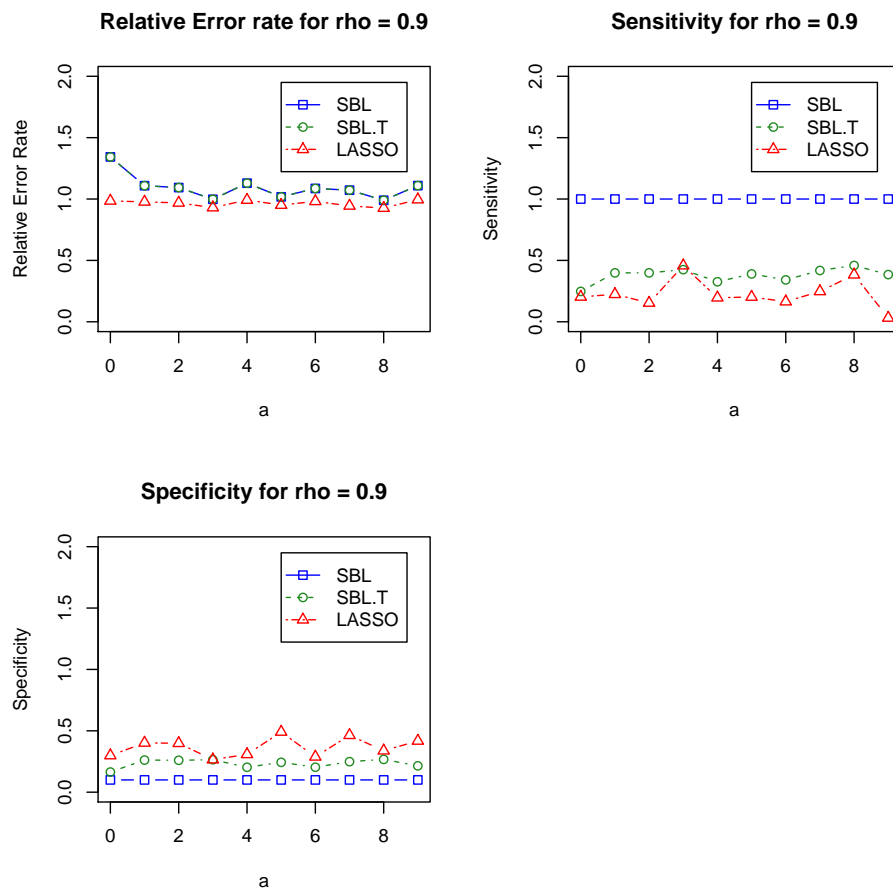 Relative Error rate for rho = 0.9
Relative Error Rate
2.0
1.5
1.0
0.5
0.0
SBL
SBL.T
LASSO
0 2 4 6 8
a
Sensitivity for rho = 0.9
Sensitivity
2.0
1.5
1.0
0.5
0.0
SBL
SBL.T
LASSO
0 2 4 6 8
a
Specificity for rho = 0.9
Specificity
2.0
1.5
1.0
0.5
0.0
SBL
SBL.T
LASSO
0 2 4 6 8
a